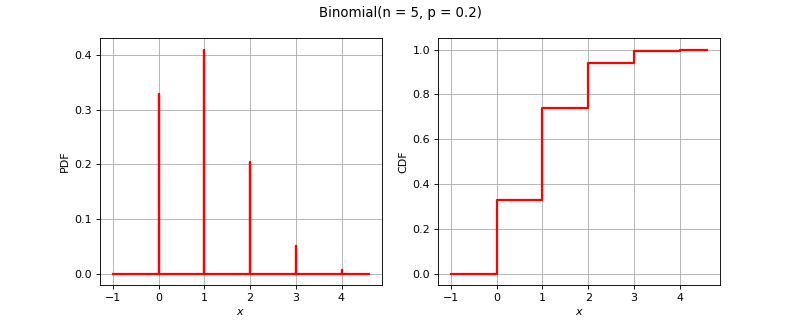 Binomial(n = 5, p = 0.2)
PDF
0.4
0.3
0.2
0.1
0.0
−1 0 1 2 3 4
x
CDF
1.0
0.8
0.6
0.4
0.2
0.0
−1 0 1 2 3 4
x